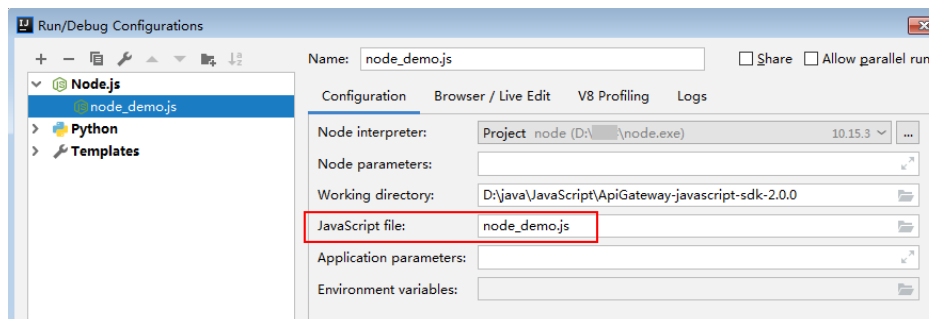 Run/Debug Configurations
Name: node_demo.js Share Allow parallel run
Node.js
node_demo.js
Python
Templates
Configuration Browser / Live Edit V8 Profiling Logs
Node interpreter: Project node (D:\ \node.exe) 10.15.3 ...
Node parameters:
Working directory: D:\java\JavaScript\ApiGateway-javascript-sdk-2.0.0
JavaScript file: node_demo.js
Application parameters:
Environment variables: